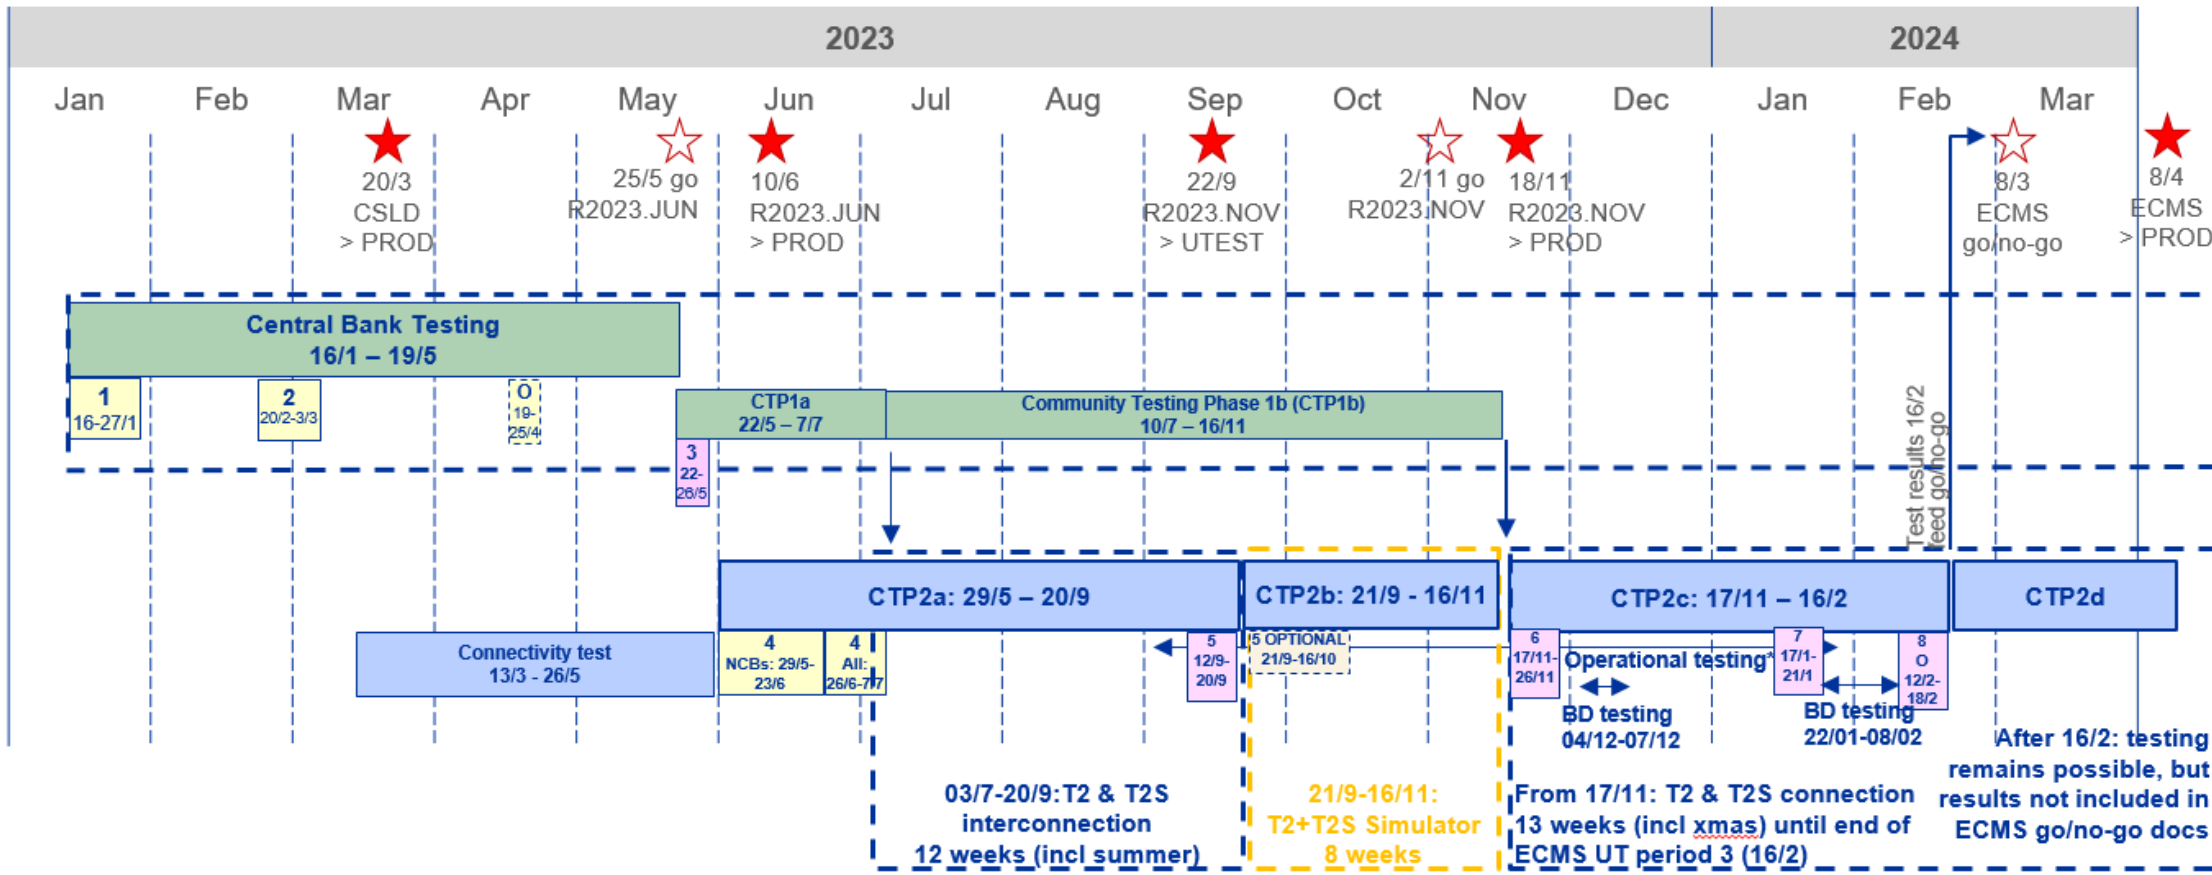 2023
2024
Jan
Feb
Mar
Apr
May
Jun
Jul
Aug
Sep
Oct
Nov
Dec
Jan
Feb
Mar
20/3
CSLD
> PROD
25/5 go
R2023.JUN
10/6
R2023.JUN
> PROD
22/9
R2023.NOV
> UTEST
2/11 go
R2023.NOV
18/11
R2023.NOV
> PROD
8/3
ECMS
go/no-go
8/4
ECMS
> PROD
Central Bank Testing
16/1 – 19/5
1
16-27/1
2
20/2-3/3
O
19-
25/4
CTP1a
22/5 – 7/7
Community Testing Phase 1b (CTP1b)
10/7 – 16/11
3
22-
26/5
Test results 16/2
feed go/no-go
CTP2a: 29/5 – 20/9
CTP2b: 21/9 - 16/11
CTP2c: 17/11 – 16/2
CTP2d
Connectivity test
13/3 - 26/5
4
NCBs: 29/5-
23/6
4
All:
26/6-7/7
5
12/9-
20/9
5 OPTIONAL
21/9-16/10
6
17/11-
26/11
Operational testing*
7
17/1-
21/1
8
O
12/2-
18/2
BD testing
04/12-07/12
BD testing
22/01-08/02
03/7-20/9:T2 & T2S
interconnection
12 weeks (incl summer)
21/9-16/11:
T2+T2S Simulator
8 weeks
From 17/11: T2 & T2S connection
13 weeks (incl xmas) until end of
ECMS UT period 3 (16/2)
After 16/2: testing
remains possible, but
results not included in
ECMS go/no-go docs